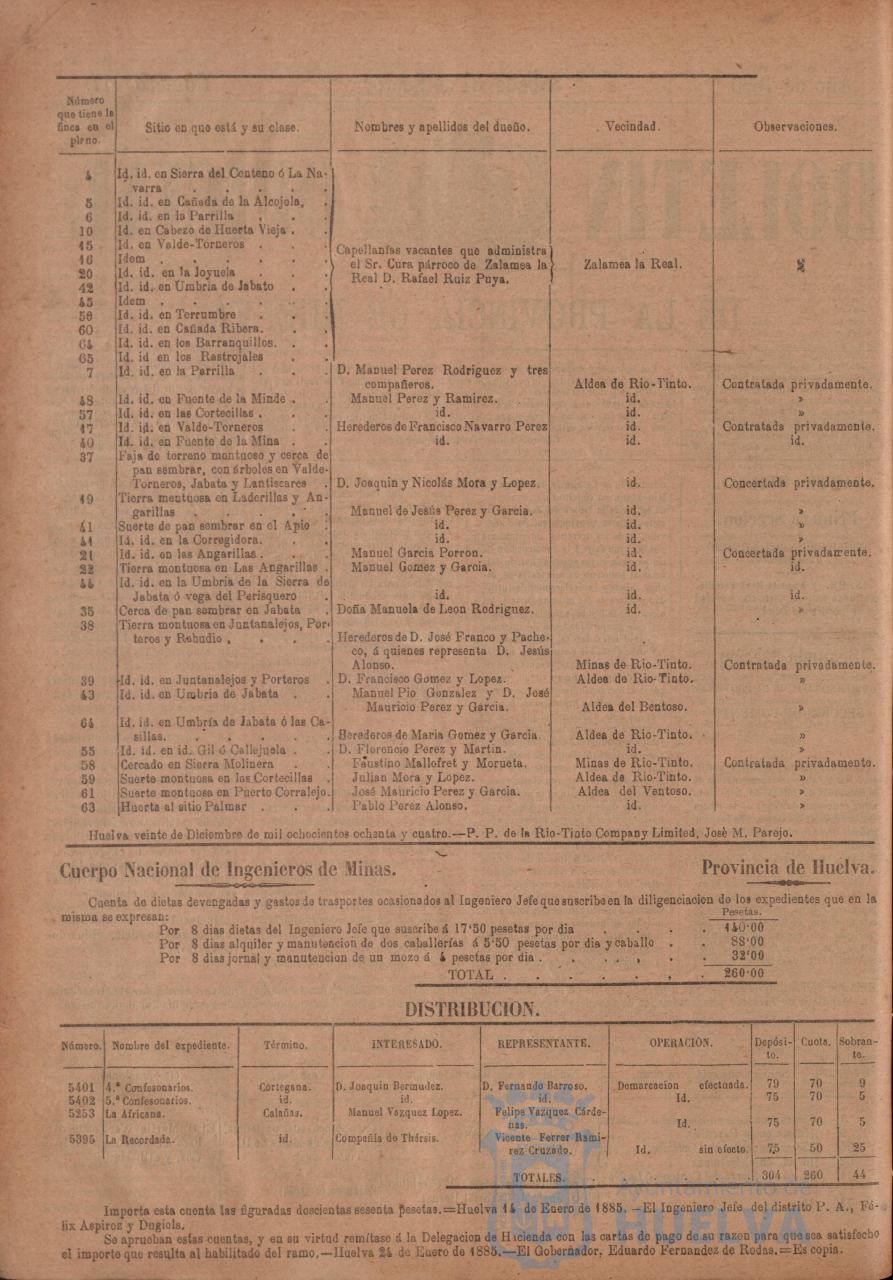 Número que tiene la finca en el pleno. Sitio en que está y su clase. Nombres y apellidos del dueño. Vecindad. Observaciones.
4 Id. id. en Sierra del Centeno ó La Na-
varra
5 Id. id. en Cañada de la Alcojola,
6 Id. id. en la Parrilla
10 Id. en Cabezo de Huerta Vieja.
15 Id. en Valde-Torneros
16 Idem
20 Id. id. en la Joyuela
42 Id. id. en Umbria de Jabato
45 Idem
Capellanías vacantes que administra
el Sr. Cura párroco de Zalamea la
Real D. Rafael Ruiz Puya.
Zalamea la Real.
Id. id. en Terrumbre
60 Id. id. en Cañada Ribera.
64 Id. id. en los Barranquillos.
65 Id. id en los Rastrojales
7 Id. id. en la Parrilla D. Manuel Perez Rodriguez y tres
compañeros. Aldea de Rio-Tinto. Contratada privadamente.
48 Id. id. en Fuente de la Minde. Manuel Perez y Ramirez. id. »
57 Id. id. en las Cortecillas. id. id. »
17 Id. id. en Valde-Torneros Herederos de Francisco Navarro Perez id. Contratada privadamente.
40 Id. id. en Fuente de la Mina id. id. id.
37 Faja de terreno montuoso y cerca de
pan sembrar, con árboles en Valde-
Torneros, Jabata y Lantiscares D. Joaquin y Nicolás Mora y Lopez. id. Concertada privadamente.
19 Tierra montuosa en Laderillas y An-
garillas Manuel de Jesús Perez y Garcia. id. »
41 Suerte de pan sembrar en el Apio id. id. »
Id. id. en la Corregidora. id. id. »
21 Id. id. en las Angarillas. Manuel Garcia Porron. id. Concertada privadamente.
22 Tierra montuosa en Las Angarillas. Manuel Gomez y Garcia. id. id.
44 Id. id. en la Umbria de la Sierra de
Jabata ó vega del Perisquero id. id. id.
35 Cerca de pan sembrar en Jabata Doña Manuela de Leon Rodriguez. id. »
38 Tierra montuosa en Juntanalejos, Por-
teros y Rabudio. Herederos de D. José Franco y Pache-
co, á quienes representa D. Jesús
Alonso. Minas de Rio-Tinto. Contratada privadamente.
39 Id. id. en Juntanalejos y Porteros D. Francisco Gomez y Lopez. Aldea de Rio-Tinto. »
43 Id. id. en Umbria de Jabata Manuel Pio Gonzalez y D. José
Mauricio Perez y Garcia. Aldea del Bentoso. »
64 Id. id. en Umbría de Jabata ó las Ca-
sillas. Herederos de Maria Gomez y Garcia. Aldea de Rio-Tinto. »
55 Id. id. en id. Gil ó Callejuela D. Florencio Perez y Martin. id. »
58 Cercado en Sierra Molinera Faustino Mallofret y Morueta. Minas de Rio-Tinto. Contratada privadamente.
59 Suerte montuosa en las Cortecillas Julian Mora y Lopez. Aldea de Rio-Tinto. »
61 Suerte montuosa en Puerto Corralejo. José Mauricio Perez y Garcia. Aldea del Ventoso. »
63 Huerta al sitio Palmar Pablo Perez Alonso. id. »
Huelva veinte de Diciembre de mil ochocientos ochenta y cuatro.—P. P. de la Rio-Tinto Company Limited, Josè M. Parejo.
Cuerpo Nacional de Ingenieros de Minas. Provincia de Huelva.
Cuenta de dietas devengadas y gastos de trasportes ocasionados al Ingeniero Jefe que suscribe en la diligenciacion de los expedientes que en la
misma se expresan: Pesetas.
Por 8 dias dietas del Ingeniero Jefe que suscribe á 17'50 pesetas por dia 140·00
Por 8 dias alquiler y manutencion de dos caballerías á 5'50 pesetas por dia y caballo 88·00
Por 8 dias jornal y manutencion de un mozo á 4 pesetas por dia 32'00
TOTAL 260·00
DISTRIBUCION.
Número. Nombre del expediente. Término. INTERESADO. REPRESENTANTE. OPERACION. Depósi-
to. Cuota. Sobran-
te.
5401 4.ª Confesonarios. Cortegana. D. Joaquin Bermudez. D. Fernando Barroso. Demarcacion efectuada. 79 70 9
5402 5.ª Confesonarios. id. id. id. Id. 75 70 5
5253 La Africana. Calañas. Manuel Vazquez Lopez. Felipe Vazquez Cárde-
nas. Id. 75 70 5
5395 La Recordada. id. Compañía de Thársis. Vicente Ferrer Rami-
rez Cruzado. Id. sin efecto. 75 50 25
TOTALES. 304 260 44
Importa esta cuenta las figuradas doscientas sesenta pesetas.=Huelva 14 de Enero de 1885.—El Ingeniero Jefe del distrito P. A., Fé-
lix Aspiroz y Dugiols.
Se aprueban estas cuentas, y en su virtud remítase á la Delegacion de Hacienda con las cartas de pago de su razon para que sea satisfecho
el importe que resulta al habilitado del ramo.—Huelva 24 de Enero de 1885.—El Gobernador, Eduardo Fernandez de Rodas.=Es copia.
Ayuntamiento de
HUELVA